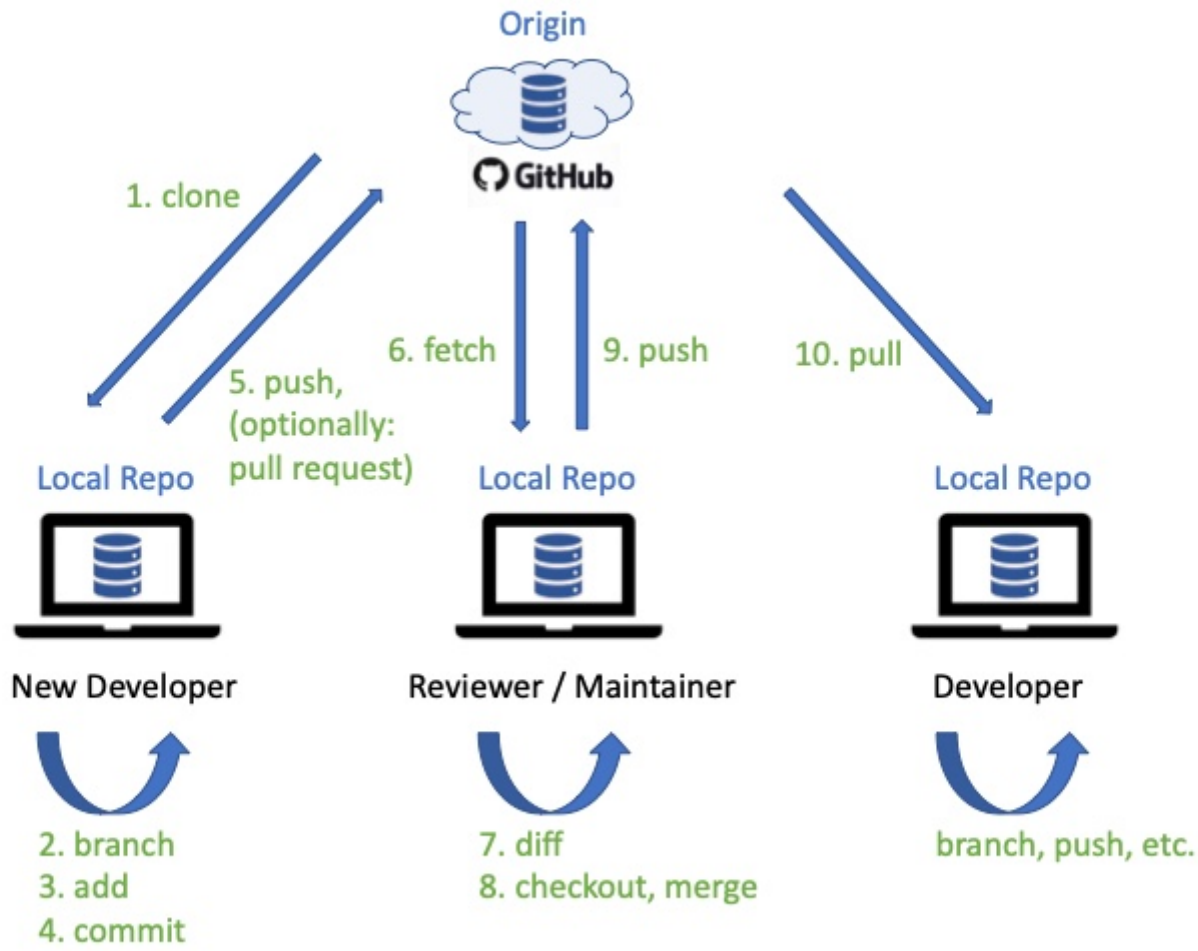 Origin
GitHub
1. clone
5. push,
(optionally:
pull request)
6. fetch
9. push
10. pull
Local Repo
Local Repo
Local Repo
New Developer
Reviewer / Maintainer
Developer
2. branch
3. add
4. commit
7. diff
8. checkout, merge
branch, push, etc.